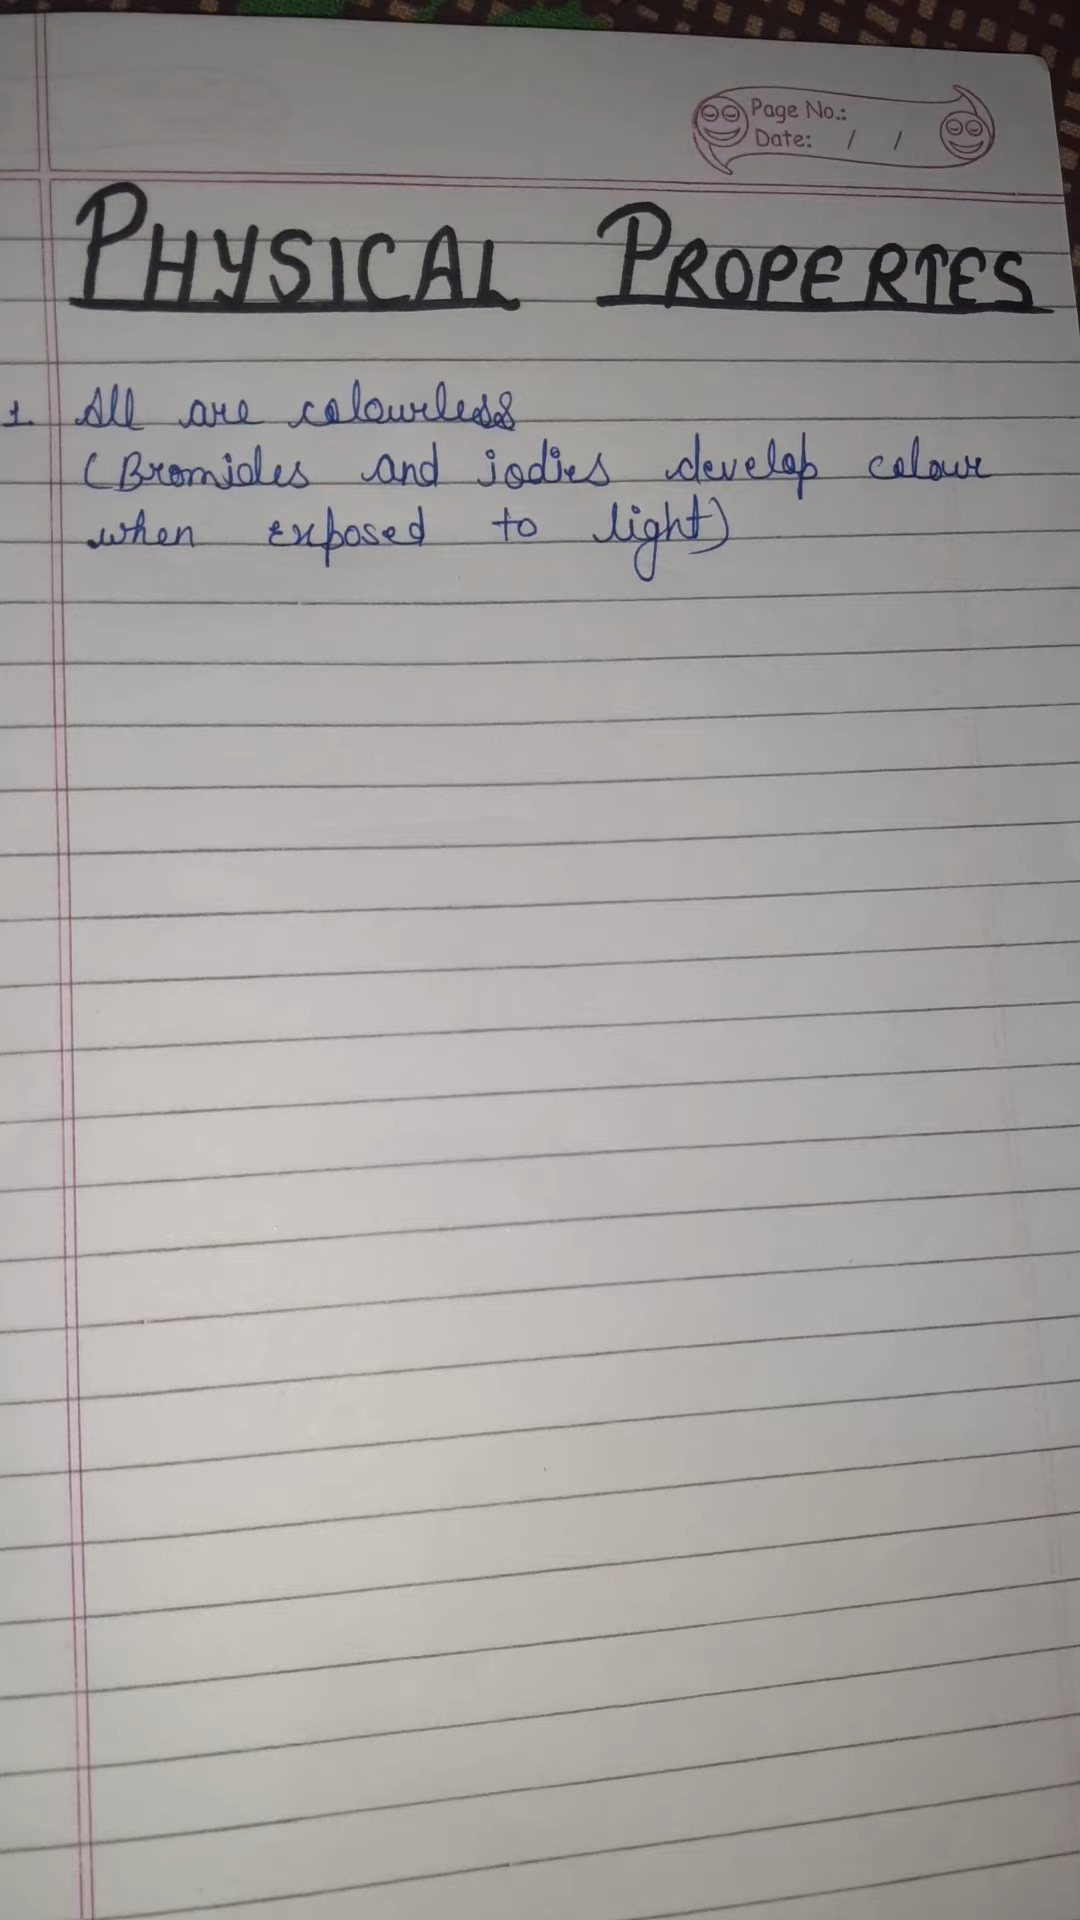 Page No.:
Date: / /
PHYSICAL PROPERTES
1. All are colourless
(Bromides and iodies develop colour
when exposed to light)